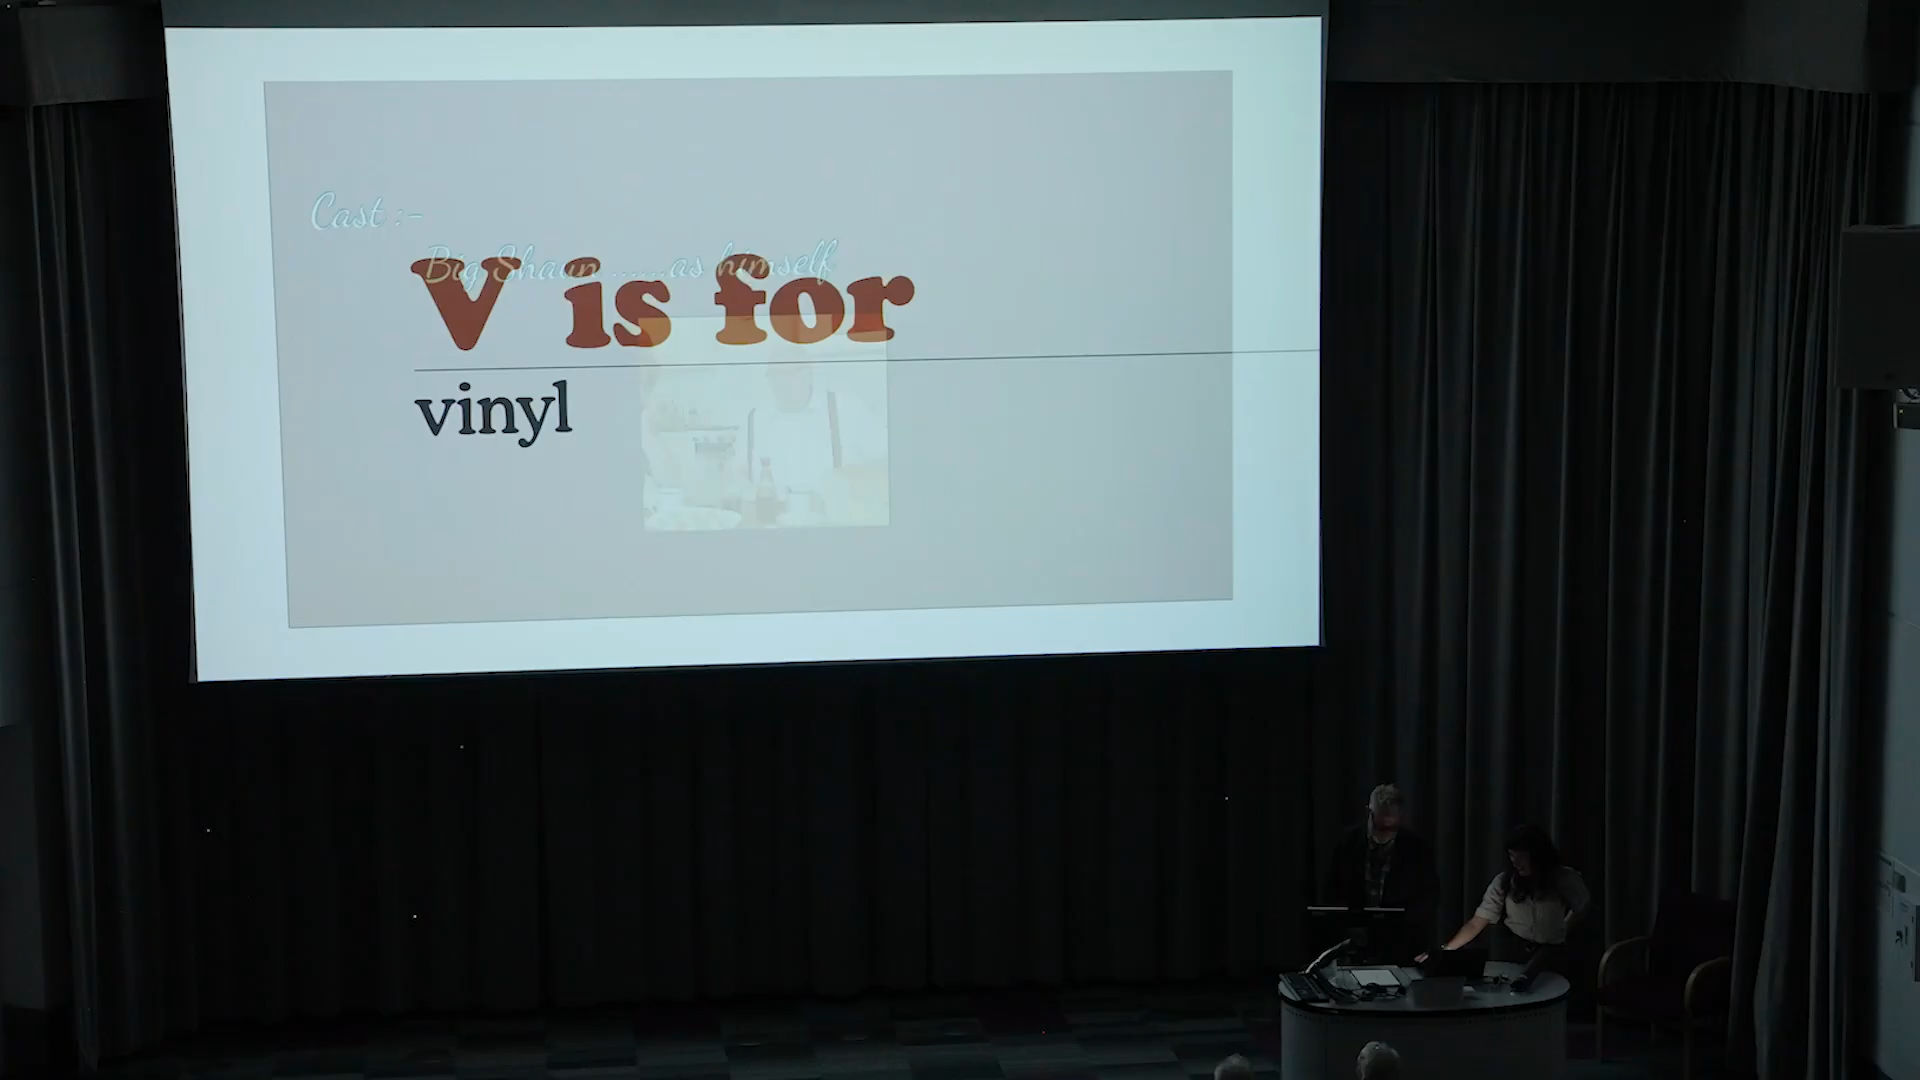 Cast :-
Big Shaun ......as himself
V is for
vinyl